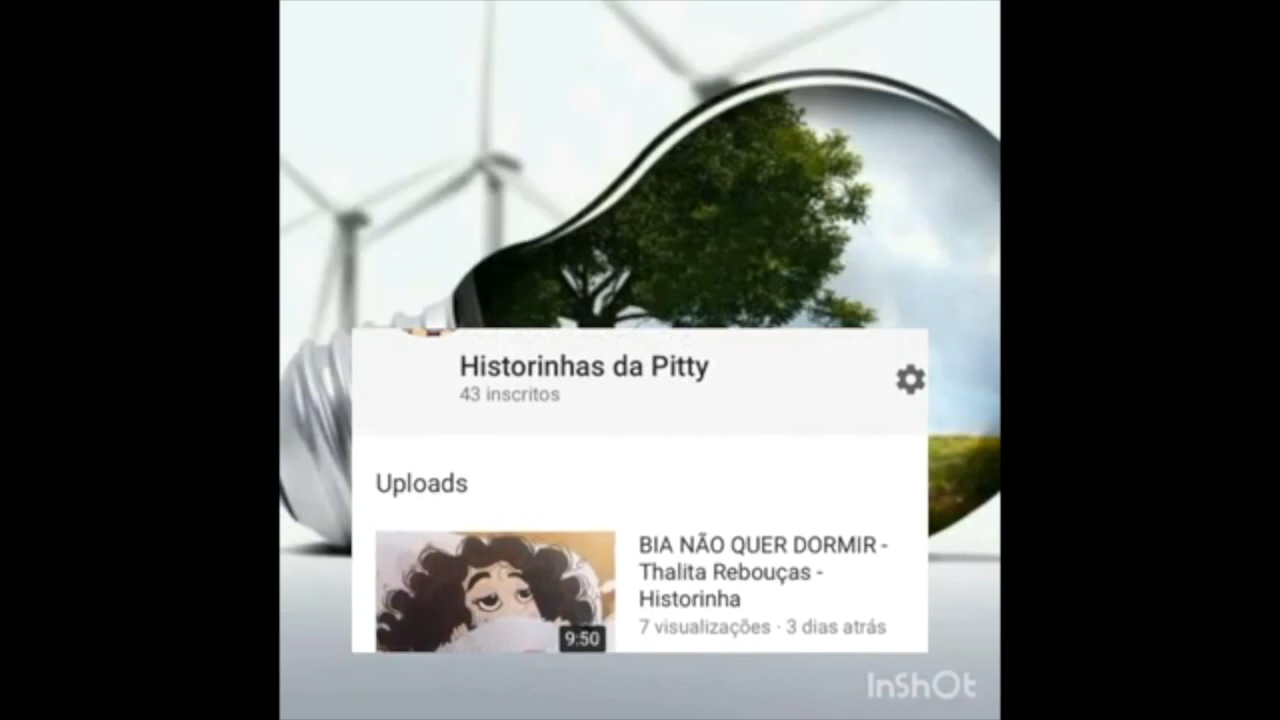 Historinhas da Pitty
43 inscritos
Uploads
BIA NÃO QUER DORMIR -
Thalita Rebouças -
Historinha
7 visualizações · 3 dias atrás
9:50
InShOt